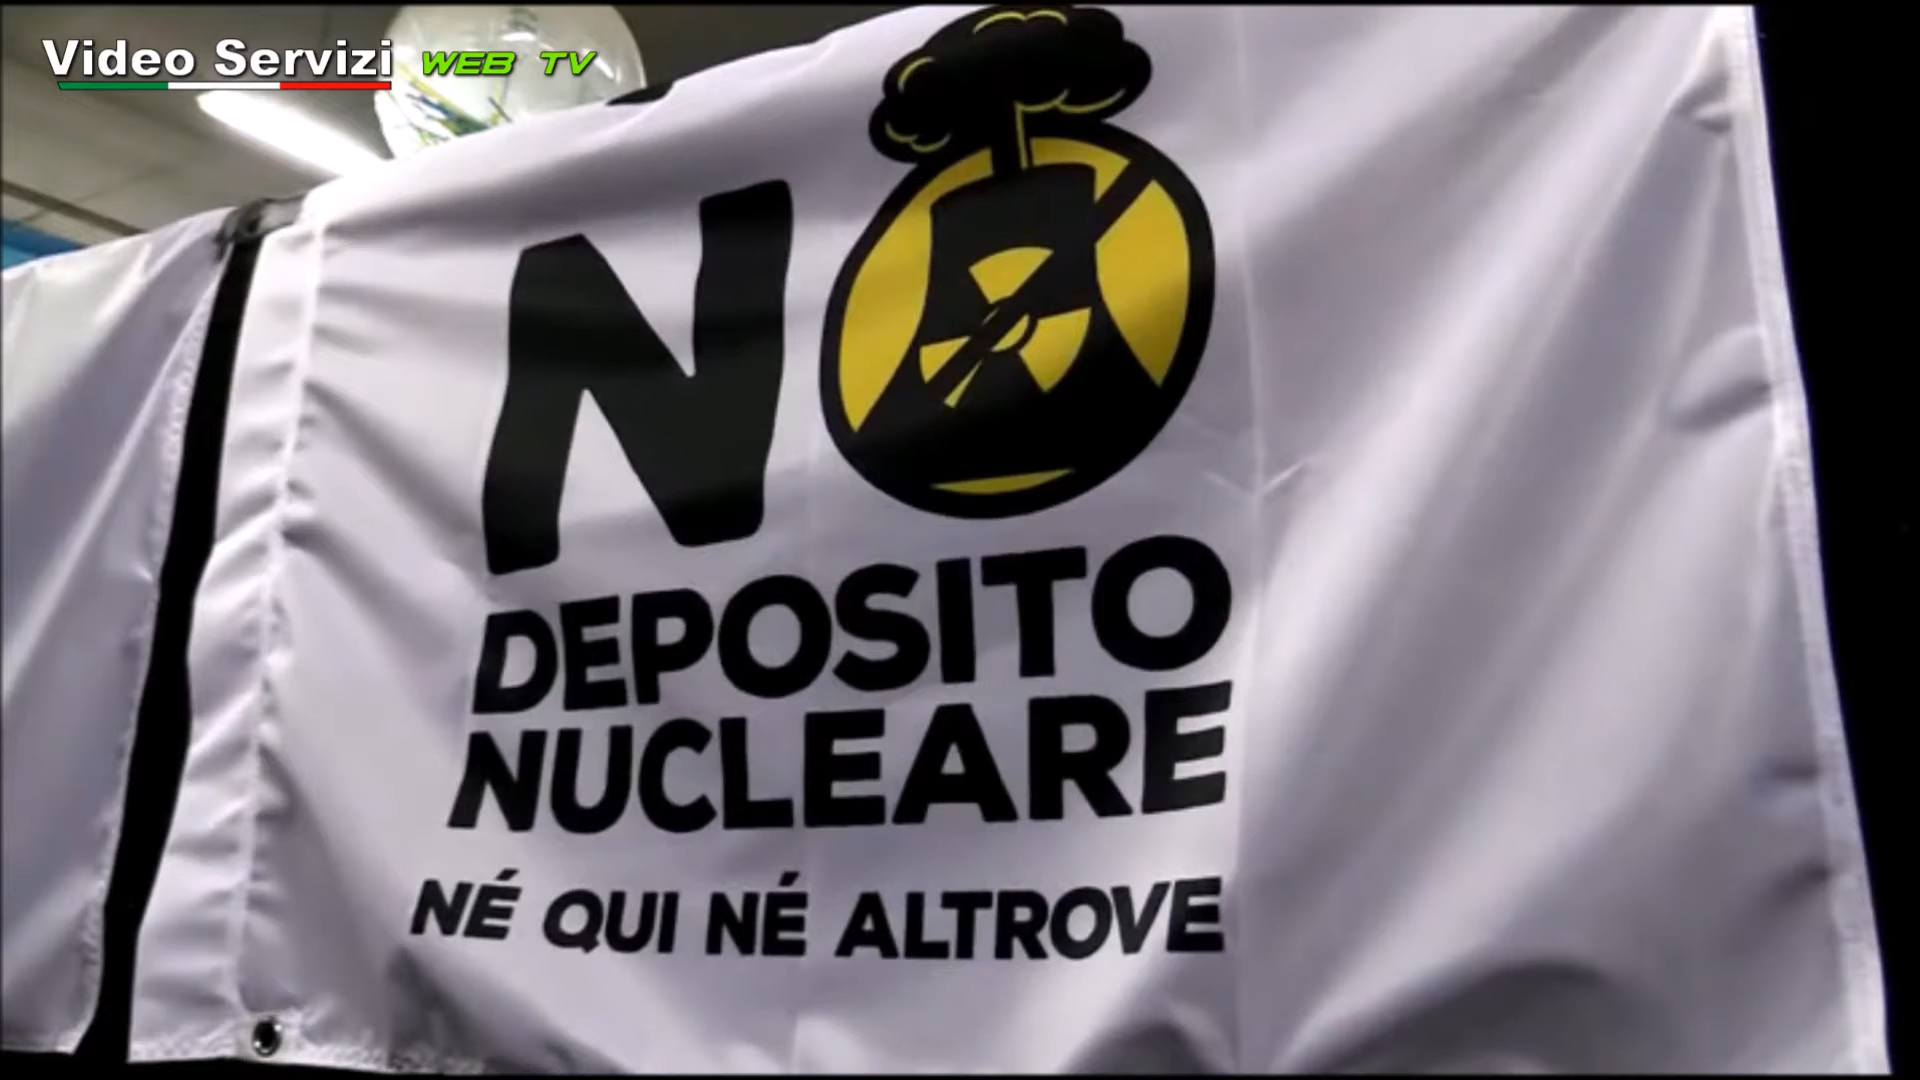 Video Servizi WEB TV
NO
DEPOSITO
NUCLEARE
NÉ QUI NÉ ALTROVE